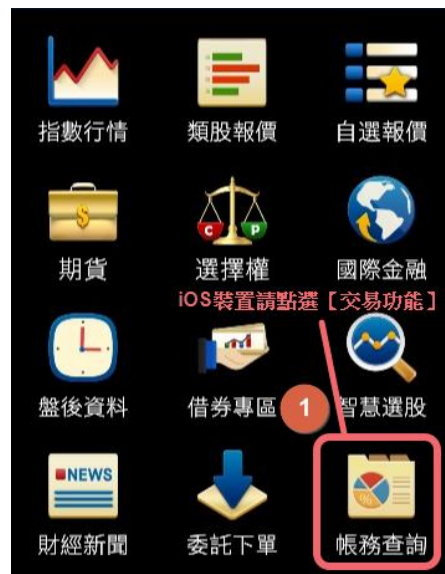 指數行情
類股報價
自選報價
$
期貨
C
P
選擇權
國際金融
iOS裝置請點選【交易功能】
盤後資料
借券專區
1
智慧選股
NEWS
財經新聞
委託下單
%
帳務查詢